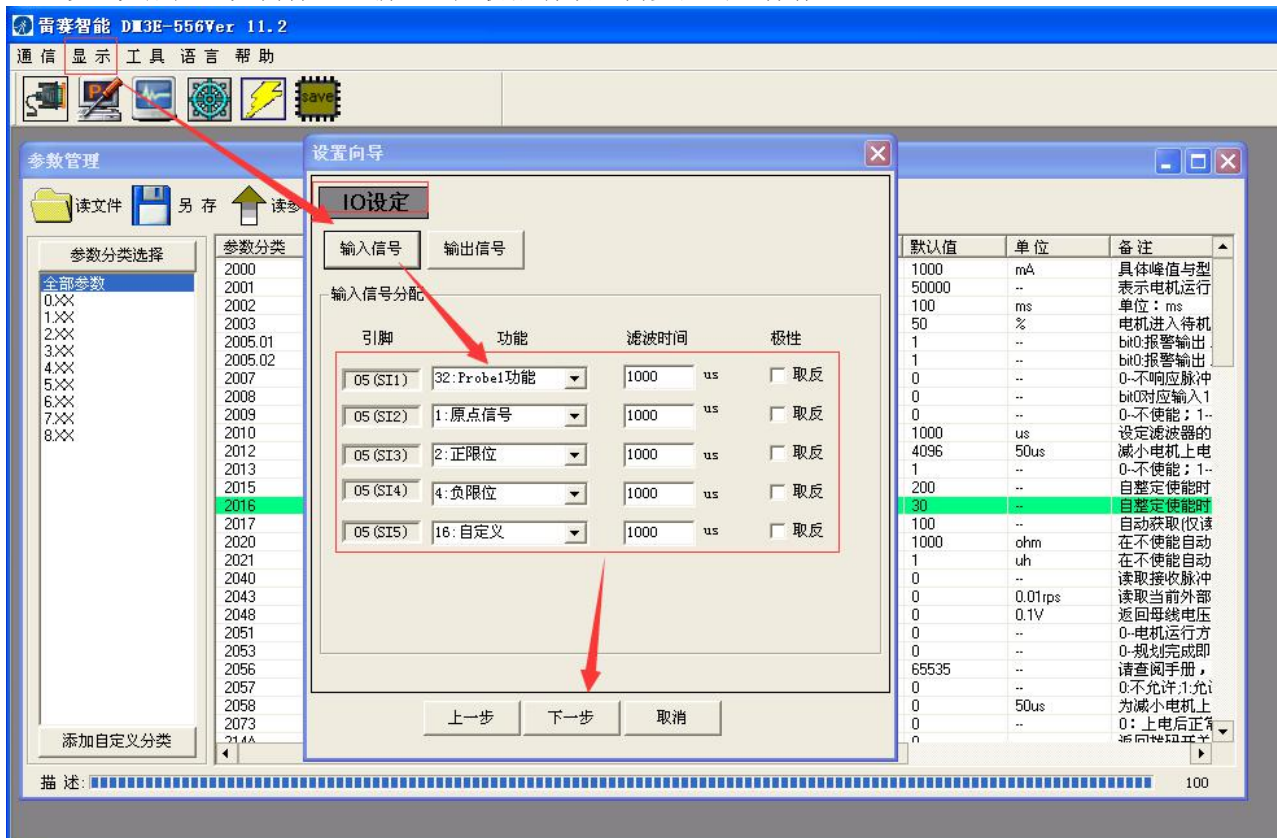 雷赛智能 DM3E-556Ver 11.2
通信 显示 工具 语言 帮助
save
参数管理
读文件 另存 读参
参数分类选择
全部参数
0.XX
1.XX
2.XX
3.XX
4.XX
5.XX
6.XX
7.XX
8.XX
添加自定义分类
参数分类
2000
2001
2002
2003
2005.01
2005.02
2007
2008
2009
2010
2012
2013
2015
2016
2017
2020
2021
2040
2043
2048
2051
2053
2056
2057
2058
2073
214A
设置向导
IO设定
输入信号 输出信号
输入信号分配
引脚 功能 滤波时间 极性
05(SI1) 32:Probe1功能 1000 us 取反
05(SI2) 1:原点信号 1000 us 取反
05(SI3) 2:正限位 1000 us 取反
05(SI4) 4:负限位 1000 us 取反
05(SI5) 16:自定义 1000 us 取反
上一步 下一步 取消
默认值 单位 备注
1000 mA 具体峰值与型
50000 -- 表示电机运行
100 ms 单位：ms
50 % 电机进入待机
1 -- bit0:报警输出
1 -- bit0:报警输出
0 -- 0--不响应脉冲
0 -- bit0对应输入1
0 -- 0--不使能；1--
1000 us 设定滤波器的
4096 50us 减小电机上电
1 -- 0--不使能；1--
200 -- 自整定使能时
30 -- 自整定使能时
100 -- 自动获取(仅读
1000 ohm 在不使能自动
1 uh 在不使能自动
0 -- 读取接收脉冲
0 0.01rps 读取当前外部
0 0.1V 返回母线电压
0 -- 0--电机运行方
0 -- 0--规划完成即
65535 -- 请查阅手册，
0 -- 0:不允许,1:允许
0 50us 为减小电机上
0 -- 0：上电后正常
0 -- 返回拨码开关
描述: 100